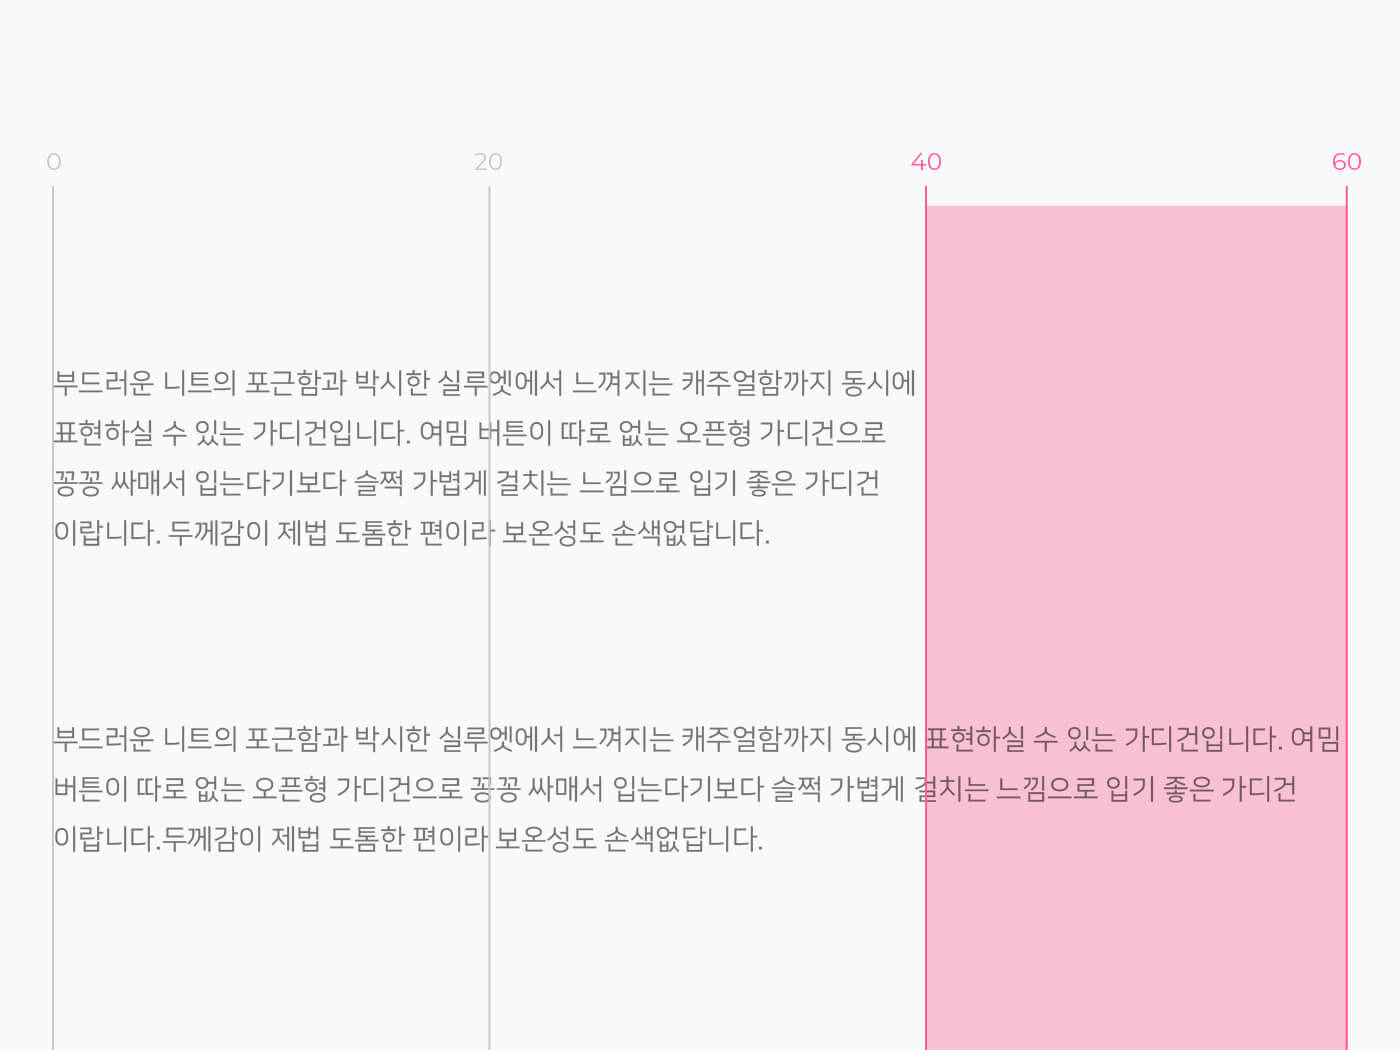 0 20 40 60
부드러운 니트의 포근함과 박시한 실루엣에서 느껴지는 캐주얼함까지 동시에
표현하실 수 있는 가디건입니다. 여밈 버튼이 따로 없는 오픈형 가디건으로
꽁꽁 싸매서 입는다기보다 슬쩍 가볍게 걸치는 느낌으로 입기 좋은 가디건
이랍니다. 두께감이 제법 도톰한 편이라 보온성도 손색없답니다.
부드러운 니트의 포근함과 박시한 실루엣에서 느껴지는 캐주얼함까지 동시에 표현하실 수 있는 가디건입니다. 여밈
버튼이 따로 없는 오픈형 가디건으로 꽁꽁 싸매서 입는다기보다 슬쩍 가볍게 걸치는 느낌으로 입기 좋은 가디건
이랍니다.두께감이 제법 도톰한 편이라 보온성도 손색없답니다.